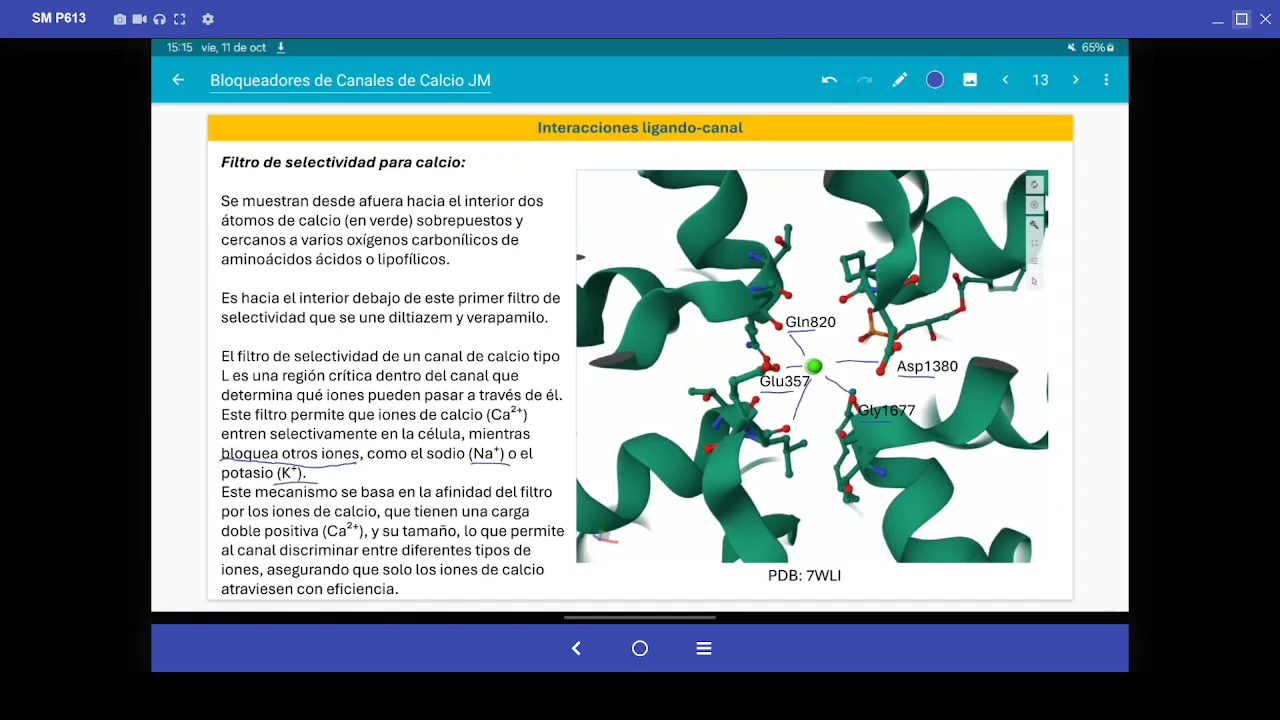 SM P613
15:15 vie, 11 de oct
65%
Bloqueadores de Canales de Calcio JM
13
Interacciones ligando-canal
Filtro de selectividad para calcio:
Se muestran desde afuera hacia el interior dos
átomos de calcio (en verde) sobrepuestos y
cercanos a varios oxígenos carbonílicos de
aminoácidos ácidos o lipofílicos.
Es hacia el interior debajo de este primer filtro de
selectividad que se une diltiazem y verapamilo.
El filtro de selectividad de un canal de calcio tipo
L es una región crítica dentro del canal que
determina qué iones pueden pasar a través de él.
Este filtro permite que iones de calcio (Ca²⁺)
entren selectivamente en la célula, mientras
bloquea otros iones, como el sodio (Na⁺) o el
potasio (K⁺).
Este mecanismo se basa en la afinidad del filtro
por los iones de calcio, que tienen una carga
doble positiva (Ca²⁺), y su tamaño, lo que permite
al canal discriminar entre diferentes tipos de
iones, asegurando que solo los iones de calcio
atraviesen con eficiencia.
Gln820
Asp1380
Glu357
Gly1677
PDB: 7WLI